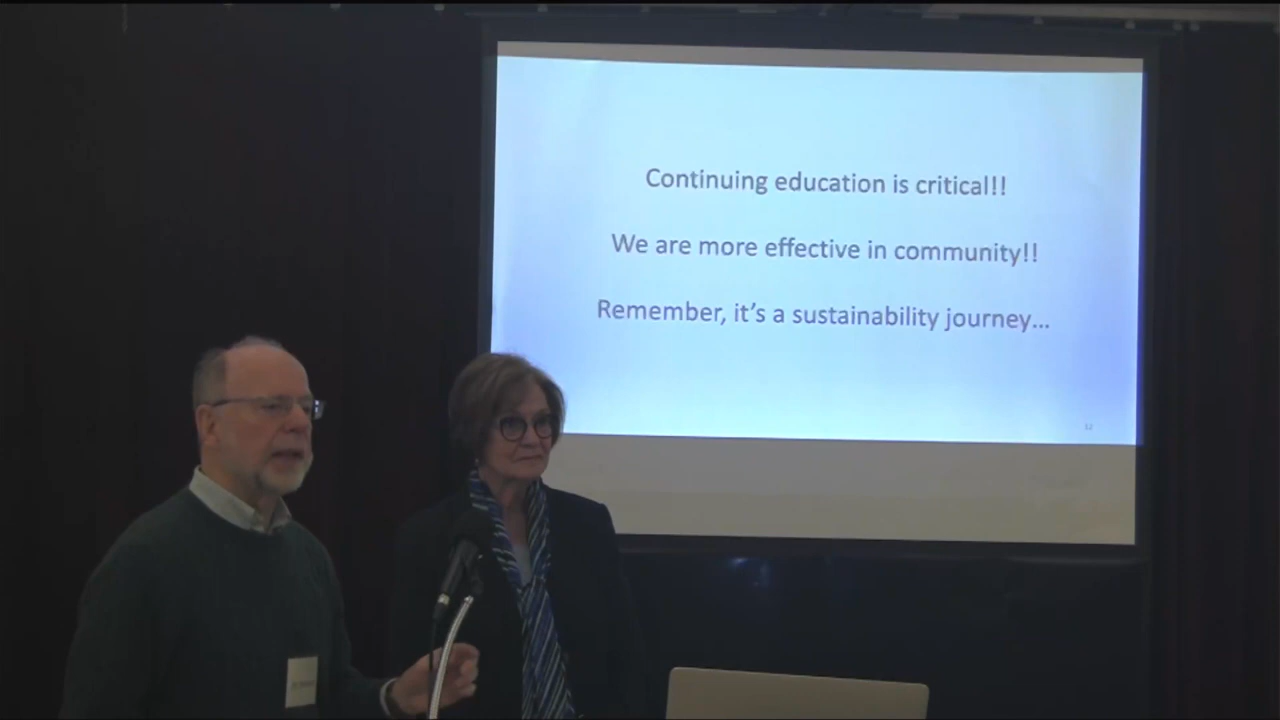 Continuing education is critical!!
We are more effective in community!!
Remember, it's a sustainability journey...